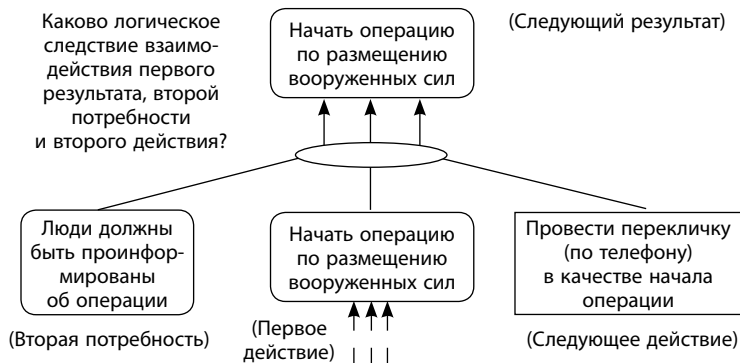 Каково логическое
следствие взаимо-
действия первого
результата, второй
потребности
и второго действия?
Начать операцию
по размещению
вооруженных сил
(Следующий результат)
Люди должны
быть проинфор-
мированы
об операции
(Вторая потребность)
Начать операцию
по размещению
вооруженных сил
(Первое
действие)
Провести перекличку
(по телефону)
в качестве начала
операции
(Следующее действие)